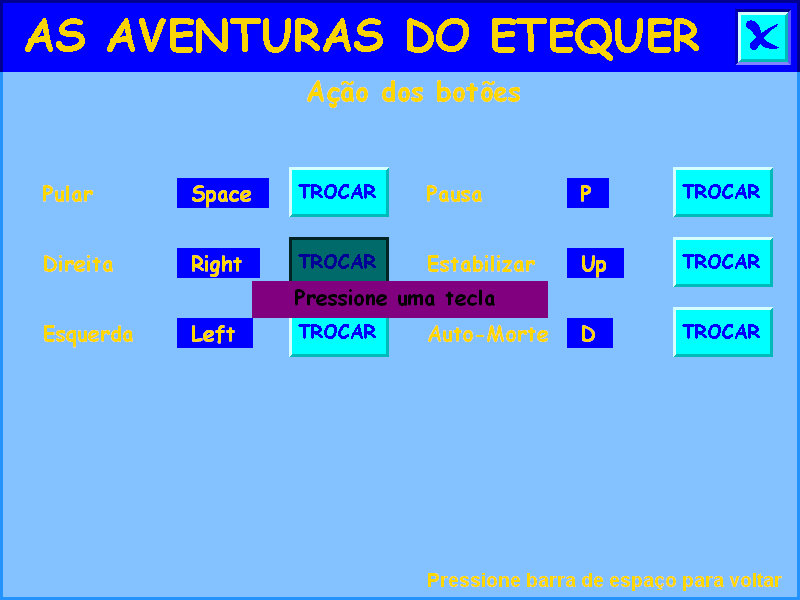 AS AVENTURAS DO ETEQUER
Ação dos botões
Pular Space TROCAR Pausa P TROCAR
Direita Right TROCAR Estabilizar Up TROCAR
Pressione uma tecla
Esquerda Left TROCAR Auto-Morte D TROCAR
Pressione barra de espaço para voltar